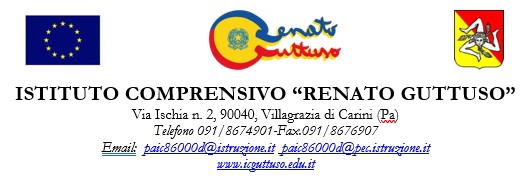 Renato
Guttuso
ISTITUTO COMPRENSIVO “RENATO GUTTUSO”
Via Ischia n. 2, 90040, Villagrazia di Carini (Pa)
Telefono 091/8674901-Fax.091/8676907
Email: paic86000d@istruzione.it paic86000d@pec.istruzione.it
www.icguttuso.edu.it